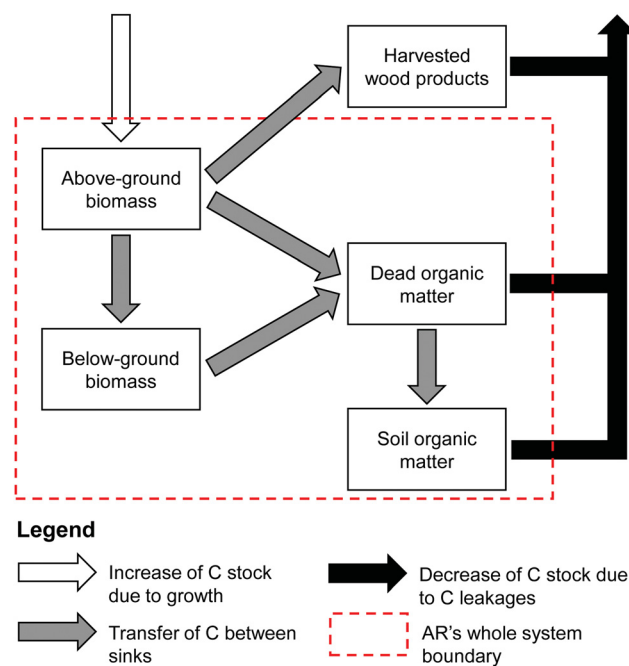 Harvested
wood products
Above-ground
biomass
Dead organic
matter
Below-ground
biomass
Soil organic
matter
Legend
Increase of C stock
due to growth
Decrease of C stock due
to C leakages
Transfer of C between
sinks
AR's whole system
boundary